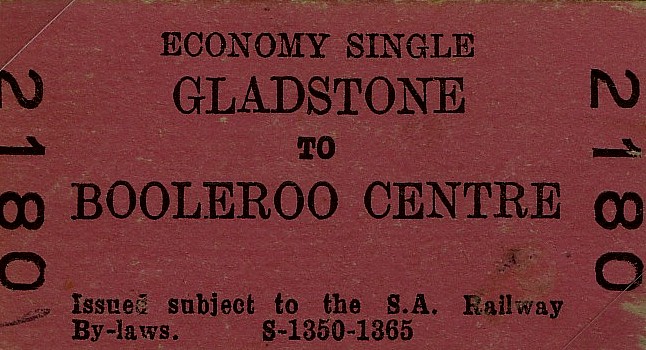 ECONOMY SINGLE
GLADSTONE
TO
BOOLEROO CENTRE
Issued subject to the S.A. Railway
By-laws. S-1350-1365
2180
2180